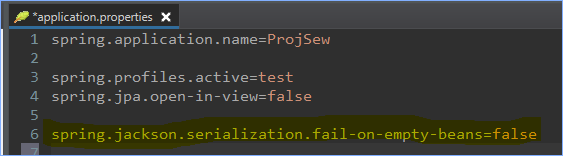 *application.properties
1 spring.application.name=ProjSew
2
3 spring.profiles.active=test
4 spring.jpa.open-in-view=false
5
6 spring.jackson.serialization.fail-on-empty-beans=false
7